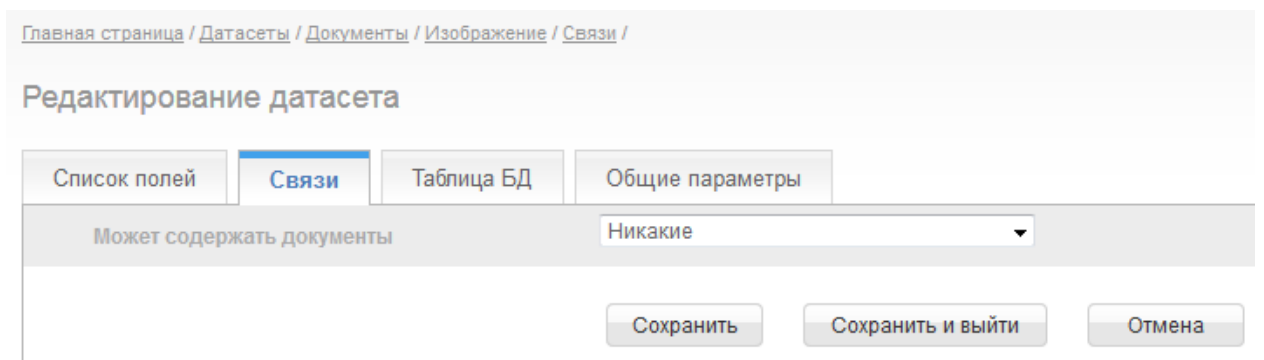 Главная страница / Датасеты / Документы / Изображение / Связи /
Редактирование датасета
Список полей Связи Таблица БД Общие параметры
Может содержать документы Никакие
Сохранить Сохранить и выйти Отмена